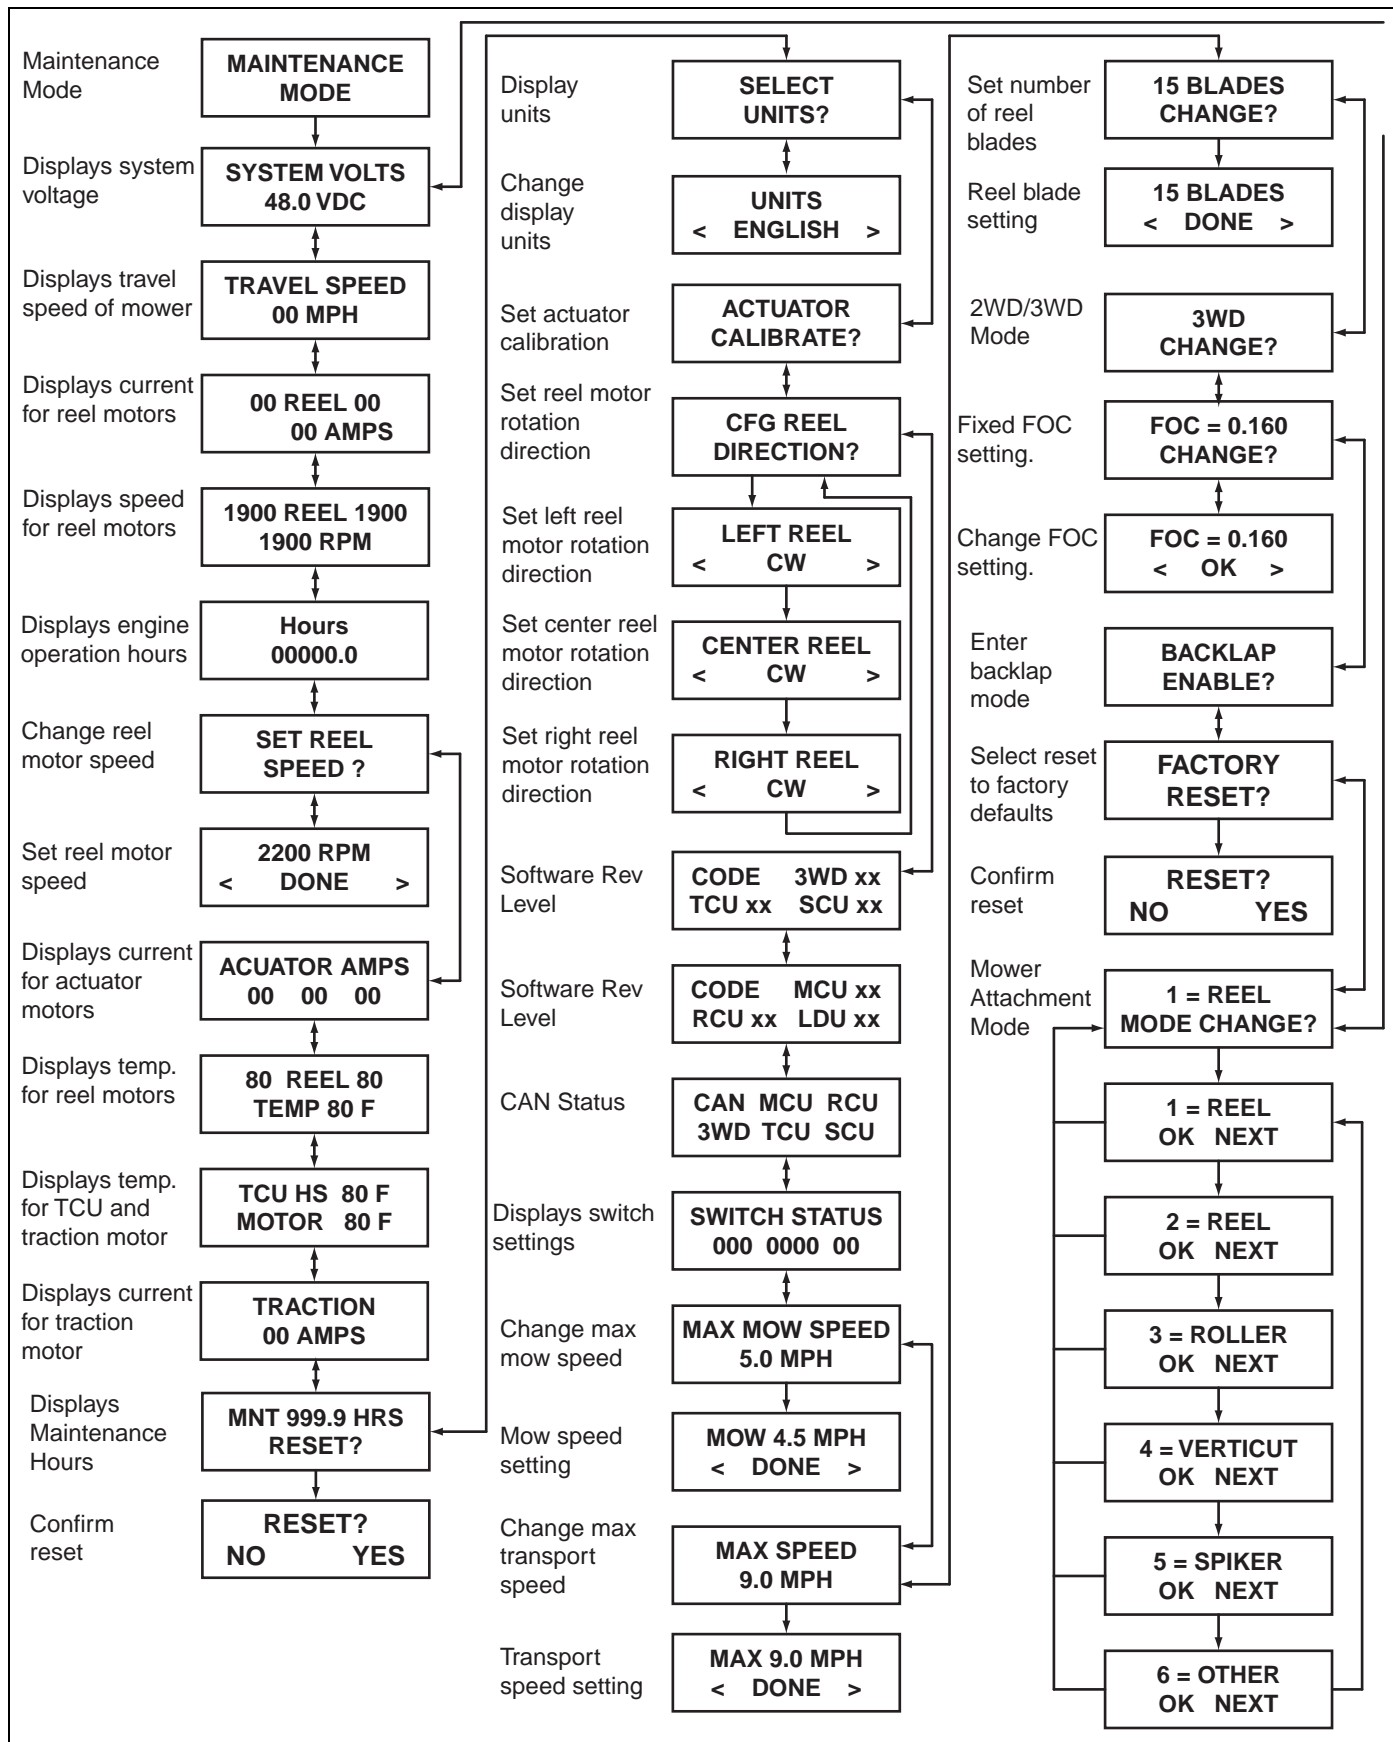 Maintenance
Mode
MAINTENANCE
MODE
Displays system
voltage
SYSTEM VOLTS
48.0 VDC
Displays travel
speed of mower
TRAVEL SPEED
00 MPH
Displays current
for reel motors
00 REEL 00
00 AMPS
Displays speed
for reel motors
1900 REEL 1900
1900 RPM
Displays engine
operation hours
Hours
00000.0
Change reel
motor speed
SET REEL
SPEED ?
Set reel motor
speed
2200 RPM
< DONE >
Displays current
for actuator
motors
ACUATOR AMPS
00 00 00
Displays temp.
for reel motors
80 REEL 80
TEMP 80 F
Displays temp.
for TCU and
traction motor
TCU HS 80 F
MOTOR 80 F
Displays current
for traction
motor
TRACTION
00 AMPS
Displays
Maintenance
Hours
MNT 999.9 HRS
RESET?
Confirm
reset
RESET?
NO YES
Display
units
SELECT
UNITS?
Change
display
units
UNITS
< ENGLISH >
Set actuator
calibration
ACTUATOR
CALIBRATE?
Set reel motor
rotation
direction
CFG REEL
DIRECTION?
Set left reel
motor rotation
direction
LEFT REEL
< CW >
Set center reel
motor rotation
direction
CENTER REEL
< CW >
Set right reel
motor rotation
direction
RIGHT REEL
< CW >
Software Rev
Level
CODE 3WD xx
TCU xx SCU xx
Software Rev
Level
CODE MCU xx
RCU xx LDU xx
CAN Status
CAN MCU RCU
3WD TCU SCU
Displays switch
settings
SWITCH STATUS
000 0000 00
Change max
mow speed
MAX MOW SPEED
5.0 MPH
Mow speed
setting
MOW 4.5 MPH
< DONE >
Change max
transport
speed
MAX SPEED
9.0 MPH
Transport
speed setting
MAX 9.0 MPH
< DONE >
Set number
of reel
blades
15 BLADES
CHANGE?
Reel blade
setting
15 BLADES
< DONE >
2WD/3WD
Mode
3WD
CHANGE?
Fixed FOC
setting.
FOC = 0.160
CHANGE?
Change FOC
setting.
FOC = 0.160
< OK >
Enter
backlap
mode
BACKLAP
ENABLE?
Select reset
to factory
defaults
FACTORY
RESET?
Confirm
reset
RESET?
NO YES
Mower
Attachment
Mode
1 = REEL
MODE CHANGE?
1 = REEL
OK NEXT
2 = REEL
OK NEXT
3 = ROLLER
OK NEXT
4 = VERTICUT
OK NEXT
5 = SPIKER
OK NEXT
6 = OTHER
OK NEXT